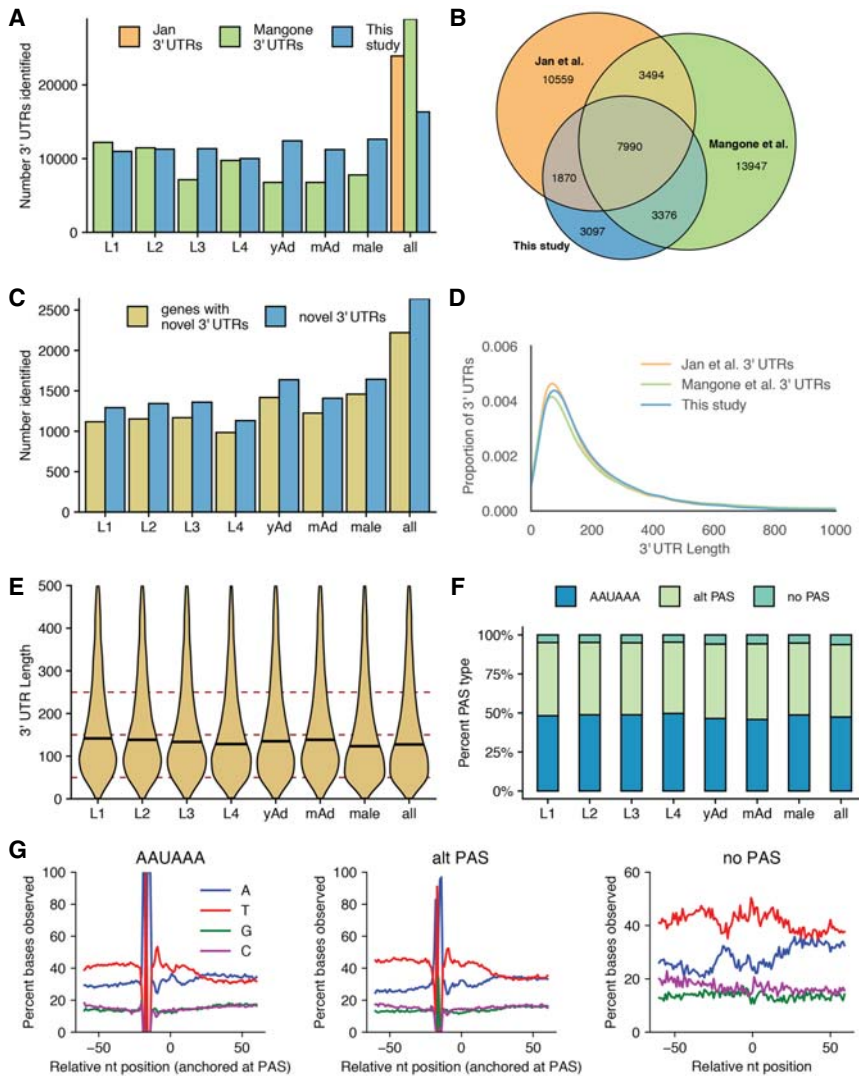 A
Jan
3' UTRs
Mangone
3' UTRs
This
study
Number 3' UTRs identified
20000
10000
0
L1 L2 L3 L4 yAd mAd male all
B
Jan et al.
10559
3494
7990
Mangone et al.
13947
1870
3376
This study
3097
C
genes with
novel 3' UTRs
novel 3' UTRs
Number identified
2500
2000
1500
1000
500
0
L1 L2 L3 L4 yAd mAd male all
D
Proportion of 3' UTRs
0.006
0.004
0.002
0.000
Jan et al. 3' UTRs
Mangone et al. 3' UTRs
This study
0 200 400 600 800 1000
3' UTR Length
E
3' UTR Length
500
400
300
200
100
0
L1 L2 L3 L4 yAd mAd male all
F
AAUAAA alt PAS no PAS
Percent PAS type
100%
75%
50%
25%
0%
L1 L2 L3 L4 yAd mAd male all
G
AAUAAA
Percent bases observed
100
80
60
40
20
0
A
T
G
C
−50 0 50
Relative nt position (anchored at PAS)
alt PAS
Percent bases observed
100
80
60
40
20
0
−50 0 50
Relative nt position (anchored at PAS)
no PAS
Percent bases observed
60
40
20
0
−50 0 50
Relative nt position